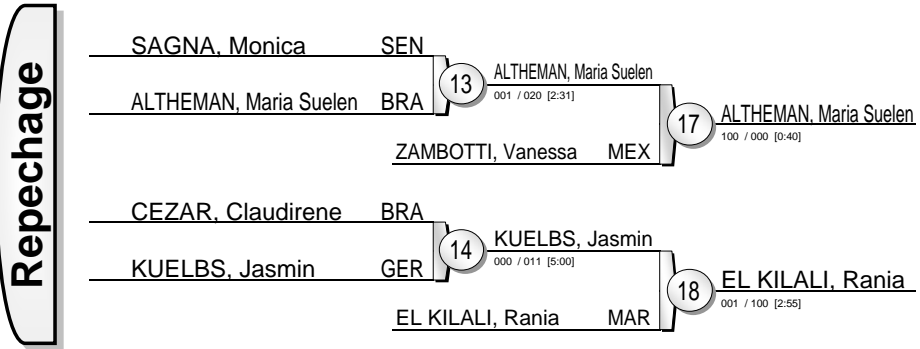 Repechage
SAGNA, Monica SEN
ALTHEMAN, Maria Suelen BRA
13
ALTHEMAN, Maria Suelen
001 / 020 [2:31]
ZAMBOTTI, Vanessa MEX
17
ALTHEMAN, Maria Suelen
100 / 000 [0:40]
CEZAR, Claudirene BRA
KUELBS, Jasmin GER
14
KUELBS, Jasmin
000 / 011 [5:00]
EL KILALI, Rania MAR
18
EL KILALI, Rania
001 / 100 [2:55]